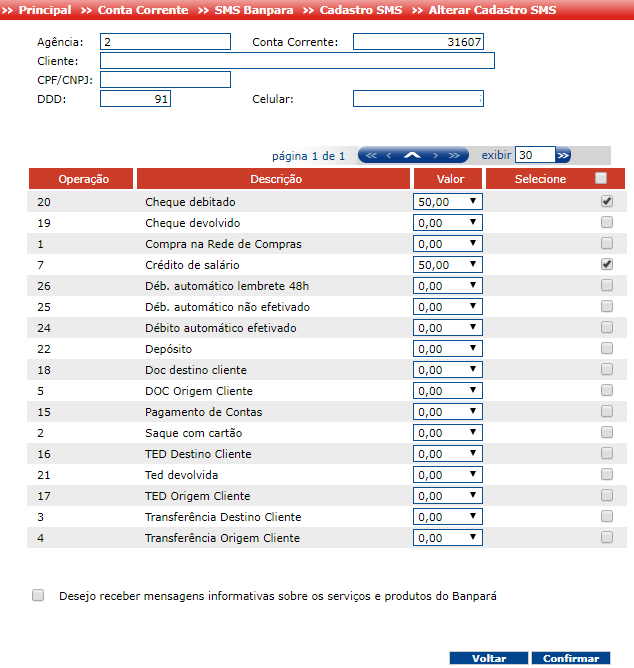 >> Principal >> Conta Corrente >> SMS Banpara >> Cadastro SMS >> Alterar Cadastro SMS
Agência: 2 Conta Corrente: 31607
Cliente:
CPF/CNPJ:
DDD: 91 Celular:
página 1 de 1 << < > >> exibir 30 >>
Operação Descrição Valor Selecione
20 Cheque debitado 50,00
19 Cheque devolvido 0,00
1 Compra na Rede de Compras 0,00
7 Crédito de salário 50,00
26 Déb. automático lembrete 48h 0,00
25 Déb. automático não efetivado 0,00
24 Débito automático efetivado 0,00
22 Depósito 0,00
18 Doc destino cliente 0,00
5 DOC Origem Cliente 0,00
15 Pagamento de Contas 0,00
2 Saque com cartão 0,00
16 TED Destino Cliente 0,00
21 Ted devolvida 0,00
17 TED Origem Cliente 0,00
3 Transferência Destino Cliente 0,00
4 Transferência Origem Cliente 0,00
Desejo receber mensagens informativas sobre os serviços e produtos do Banpará
Voltar Confirmar